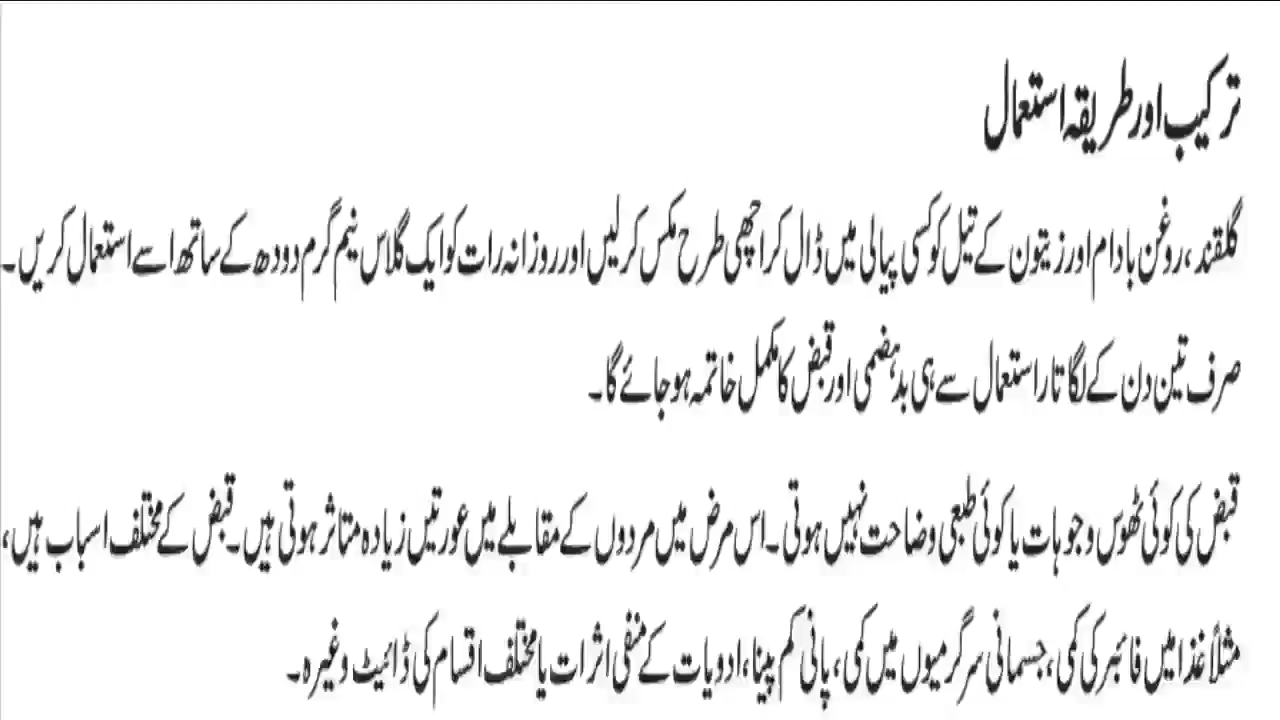 ترکیب اور طریقہ استعمال
گلقند، روغن بادام اور زیتون کے تیل کو کسی پیالی میں ڈال کر اچھی طرح مکس کر لیں اور روزانہ رات کو ایک گلاس نیم گرم دودھ کے ساتھ اسے استعمال کریں۔
صرف تین دن کے لگا تار استعمال سے ہی بدہضمی اور قبض کا مکمل خاتمہ ہو جائے گا۔
قبض کی کوئی ٹھوس وجوہات یا کوئی طبعی وضاحت نہیں ہوتی۔ اس مرض میں مردوں کے مقابلے میں عورتیں زیادہ متاثر ہوتی ہیں۔ قبض کے مختلف اسباب ہیں،
مثلاً غذا میں فائبر کی کمی، جسمانی سرگرمیوں میں کمی، پانی کم پینا، ادویات کے منفی اثرات یا مختلف اقسام کی ڈائیٹ وغیرہ۔